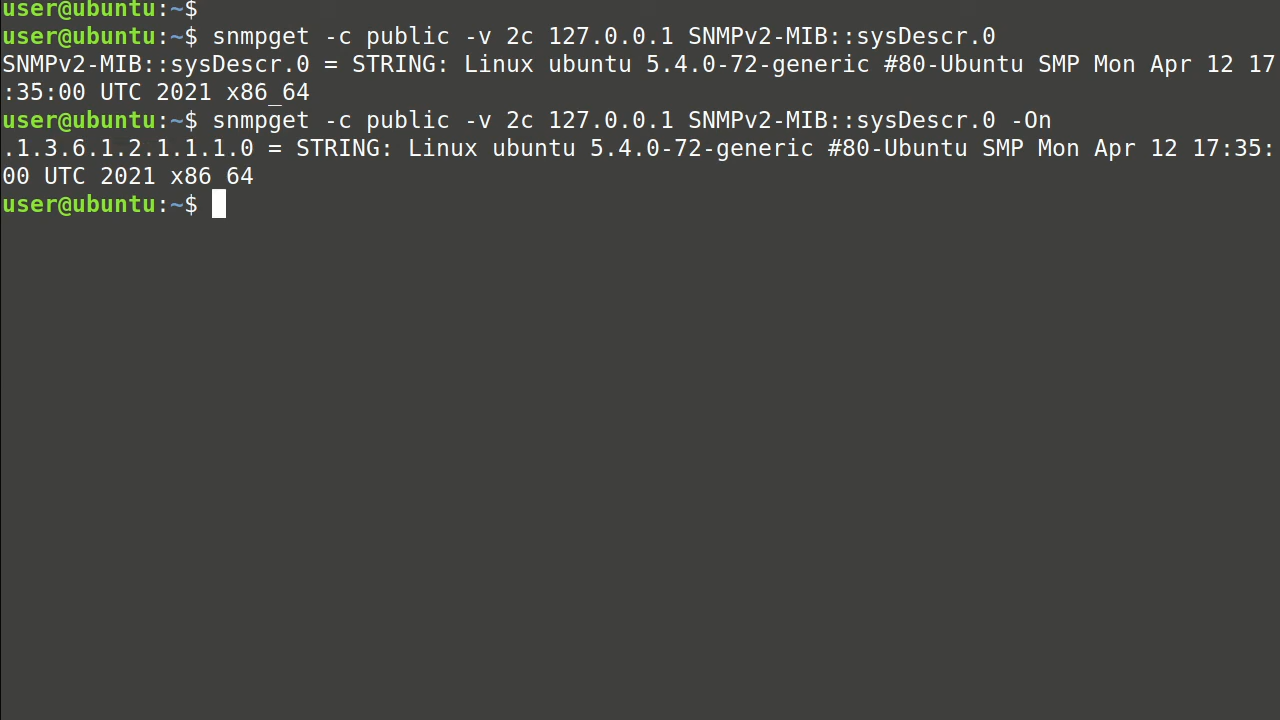 user@ubuntu:~$
user@ubuntu:~$ snmpget -c public -v 2c 127.0.0.1 SNMPv2-MIB::sysDescr.0
SNMPv2-MIB::sysDescr.0 = STRING: Linux ubuntu 5.4.0-72-generic #80-Ubuntu SMP Mon Apr 12 17
:35:00 UTC 2021 x86_64
user@ubuntu:~$ snmpget -c public -v 2c 127.0.0.1 SNMPv2-MIB::sysDescr.0 -On
.1.3.6.1.2.1.1.1.0 = STRING: Linux ubuntu 5.4.0-72-generic #80-Ubuntu SMP Mon Apr 12 17:35:
00 UTC 2021 x86_64
user@ubuntu:~$